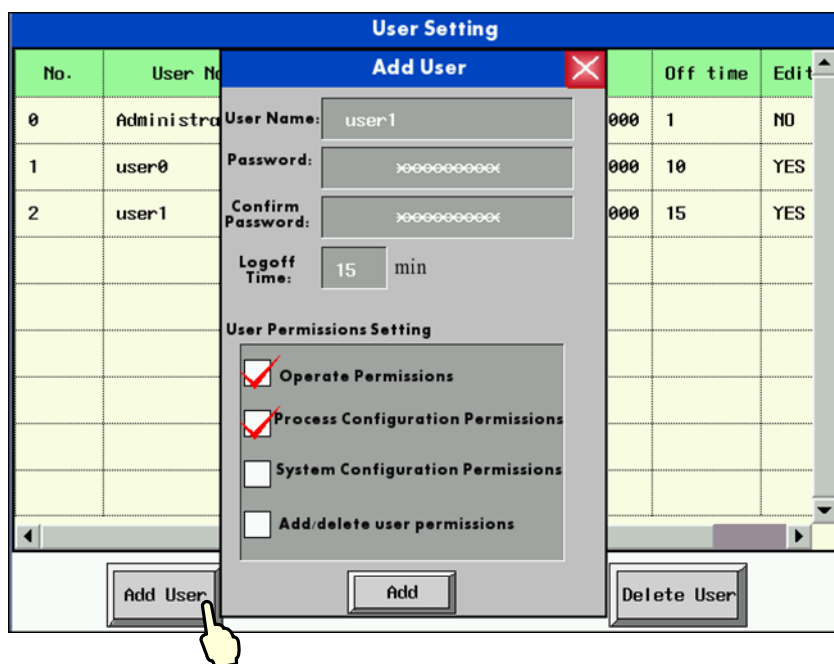 User Setting
No. User Na Off time Edit
0 Administra 000 1 NO
1 user0 000 10 YES
2 user1 000 15 YES
Add User
User Name: user1
Password:
Confirm
Password:
Logoff
Time: 15 min
User Permissions Setting
Operate Permissions
Process Configuration Permissions
System Configuration Permissions
Add/delete user permissions
Add
Add User
Delete User